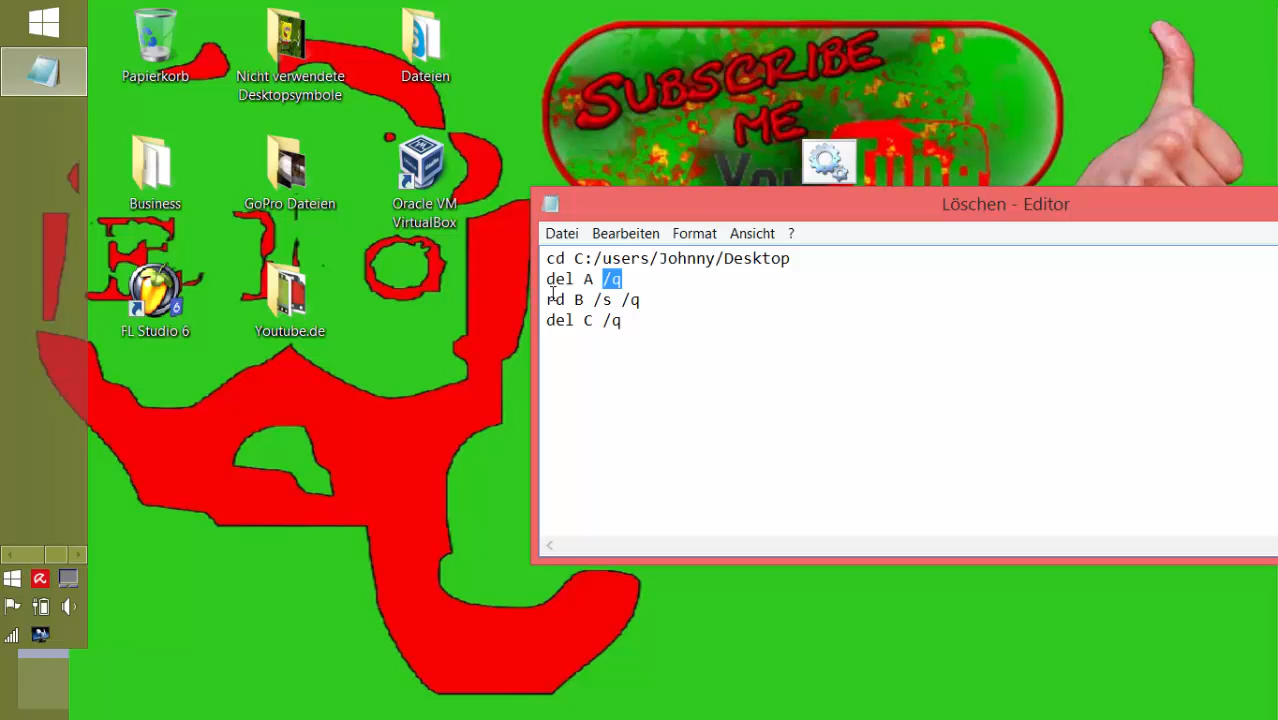 Papierkorb
Nicht verwendete
Desktopsymbole
Dateien
Business
GoPro Dateien
Oracle VM
VirtualBox
FL Studio 6
Youtube.de
6
SUBSCRIBE
ME
Löschen - Editor
Datei Bearbeiten Format Ansicht ?
cd C:/users/Johnny/Desktop
del A /q
rd B /s /q
del C /q